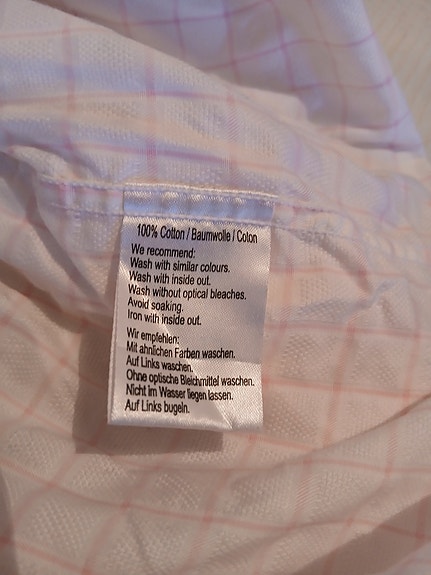 100% Cotton / Baumwolle / Coton
We recommend:
Wash with similar colours.
Wash with inside out.
Wash without optical bleaches.
Avoid soaking.
Iron with inside out.
Wir empfehlen:
Mit ahnlichen Farben waschen.
Auf Links waschen.
Ohne optische Bleichmittel waschen.
Nicht im Wasser liegen lassen.
Auf Links bugeln.